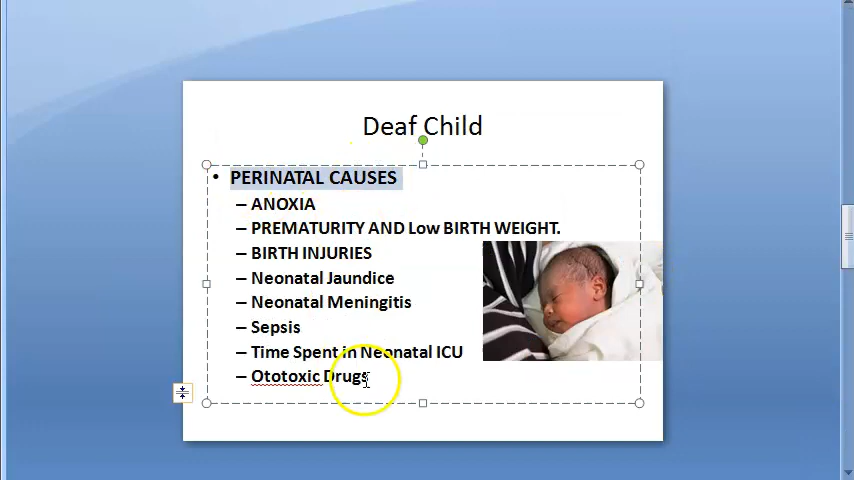 Deaf Child
• PERINATAL CAUSES
– ANOXIA
– PREMATURITY AND Low BIRTH WEIGHT.
– BIRTH INJURIES
– Neonatal Jaundice
– Neonatal Meningitis
– Sepsis
– Time Spent in Neonatal ICU
– Ototoxic Drugs